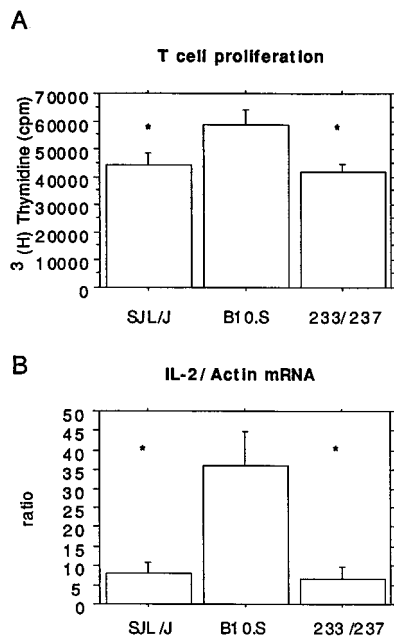 A
T cell proliferation
3 (H) Thymidine (cpm)
70000
60000
50000
40000
30000
20000
10000
0
*
*
SJL/J B10.S 233/237
B
IL-2/ Actin mRNA
ratio
50
45
40
35
30
25
20
15
10
5
0
*
*
SJL/J B10.S 233/237